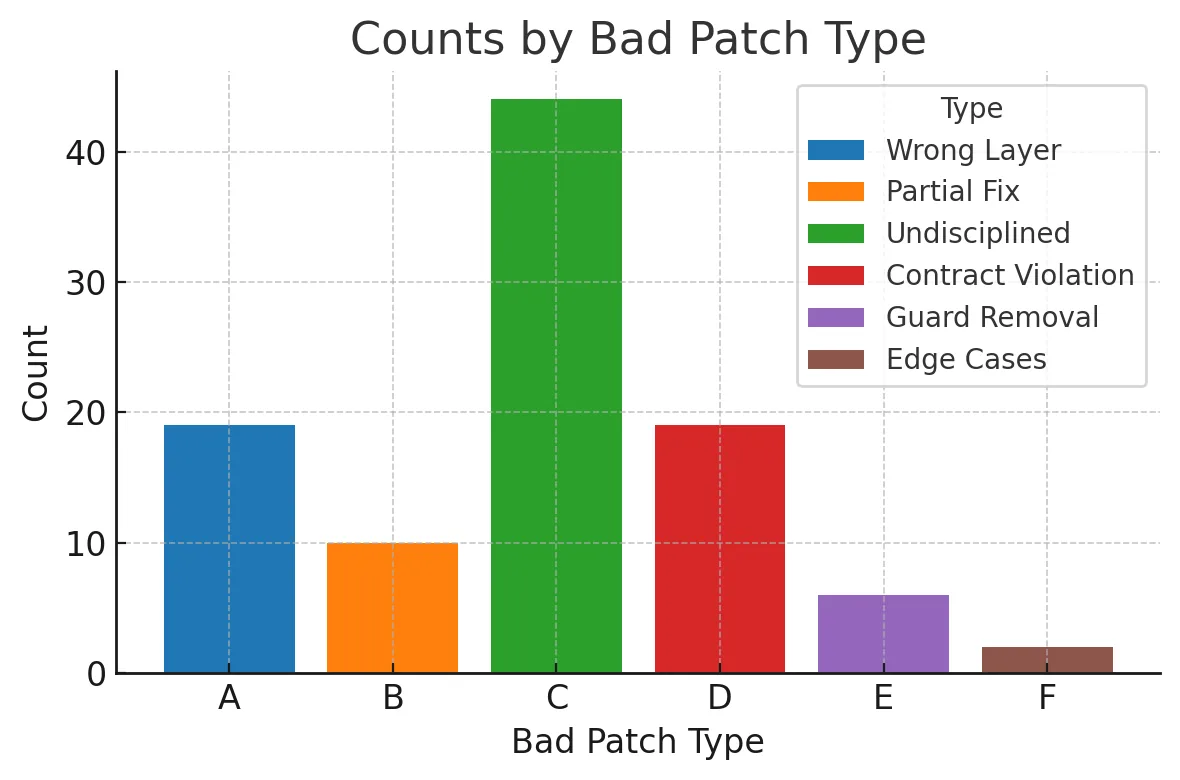 Counts by Bad Patch Type
Type
Wrong Layer
Partial Fix
Undisciplined
Contract Violation
Guard Removal
Edge Cases
Count
40
30
20
10
0
A B C D E F
Bad Patch Type